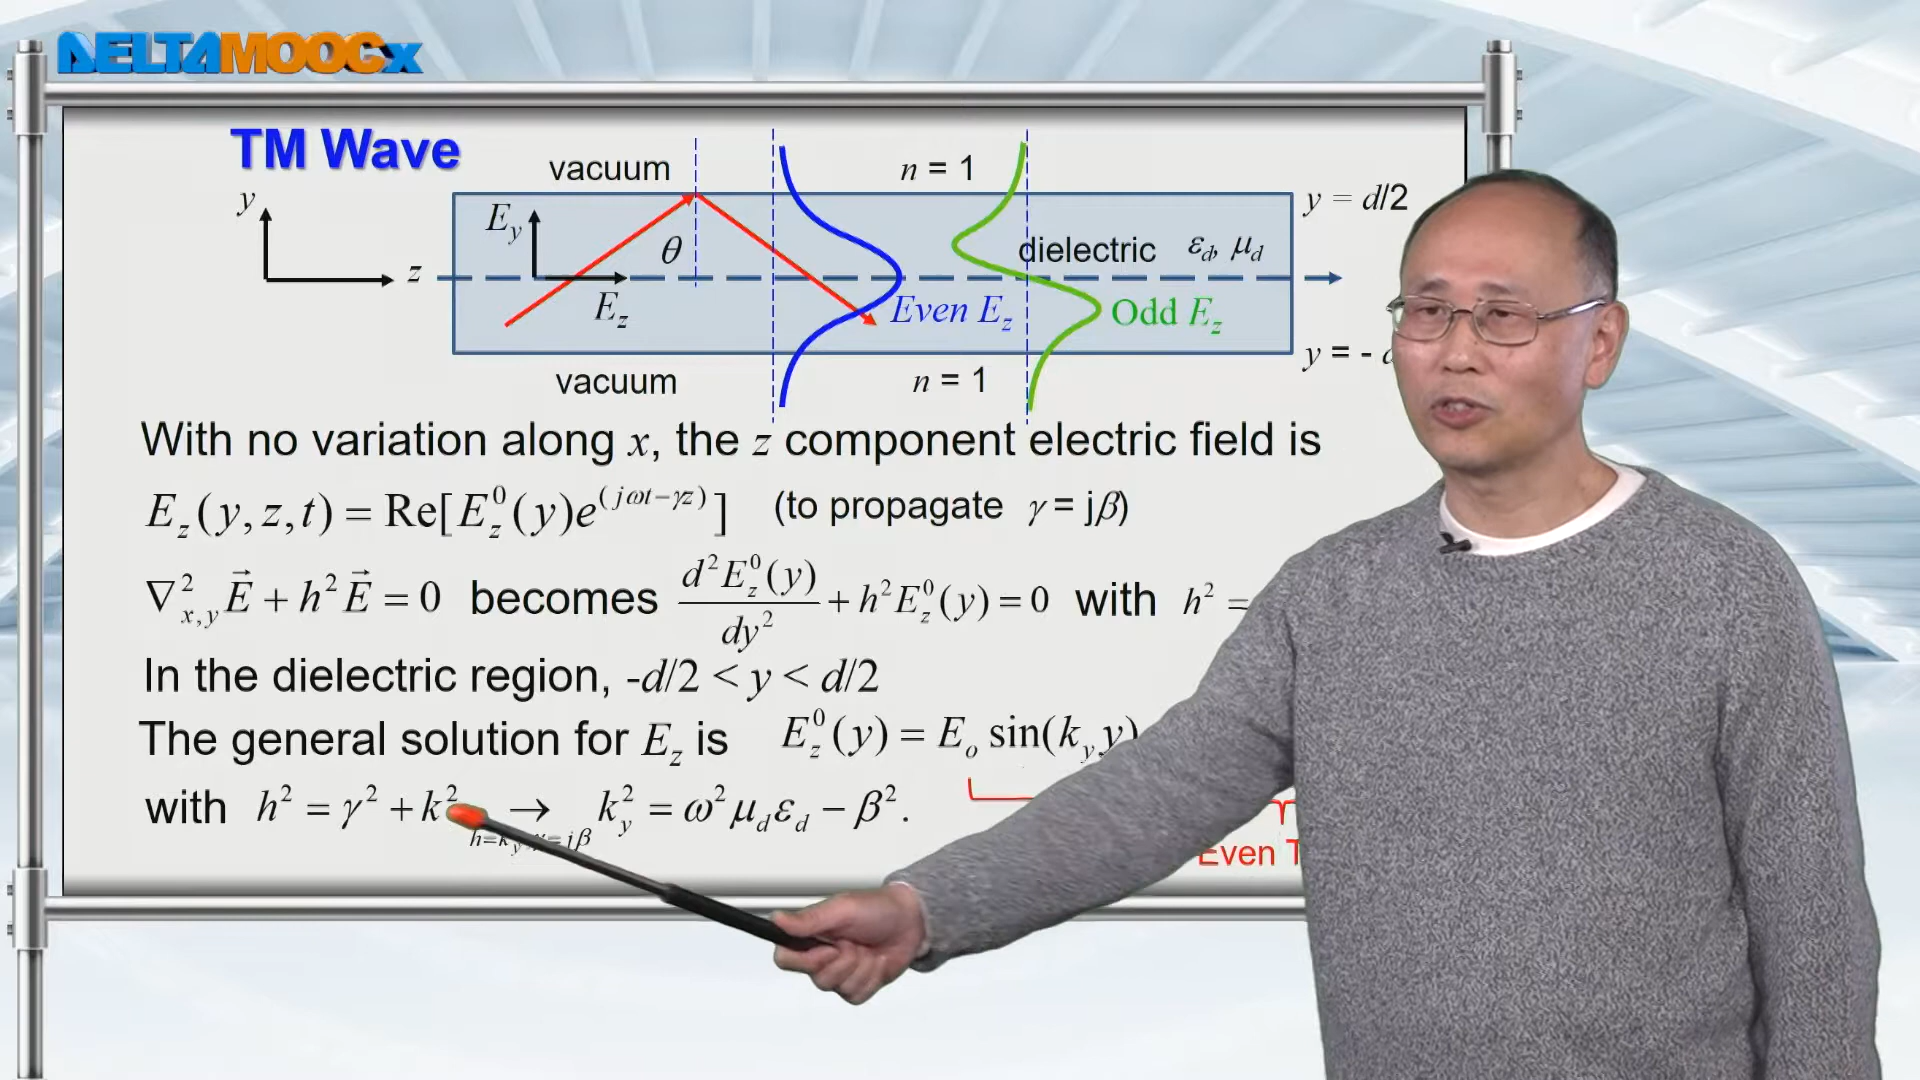 DELTAMOOCx
TM Wave
vacuum
n = 1
y
y = d/2
E_y
θ
dielectric ε_d, μ_d
z
E_z
Even E_z
Odd E_z
y = -
vacuum
n = 1
With no variation along x, the z component electric field is
E_z(y,z,t) = Re[E_z^0(y)e^{(jωt−γz)}] (to propagate γ = jβ)
∇²_{x,y} E⃗ + h² E⃗ = 0 becomes d²E_z^0(y)/dy² + h²E_z^0(y) = 0 with h² =
In the dielectric region, -d/2 < y < d/2
The general solution for E_z is E_z^0(y) = E_o sin(k_y y)
with h² = γ² + k² → k_y² = ω²μ_dε_d − β².
Even